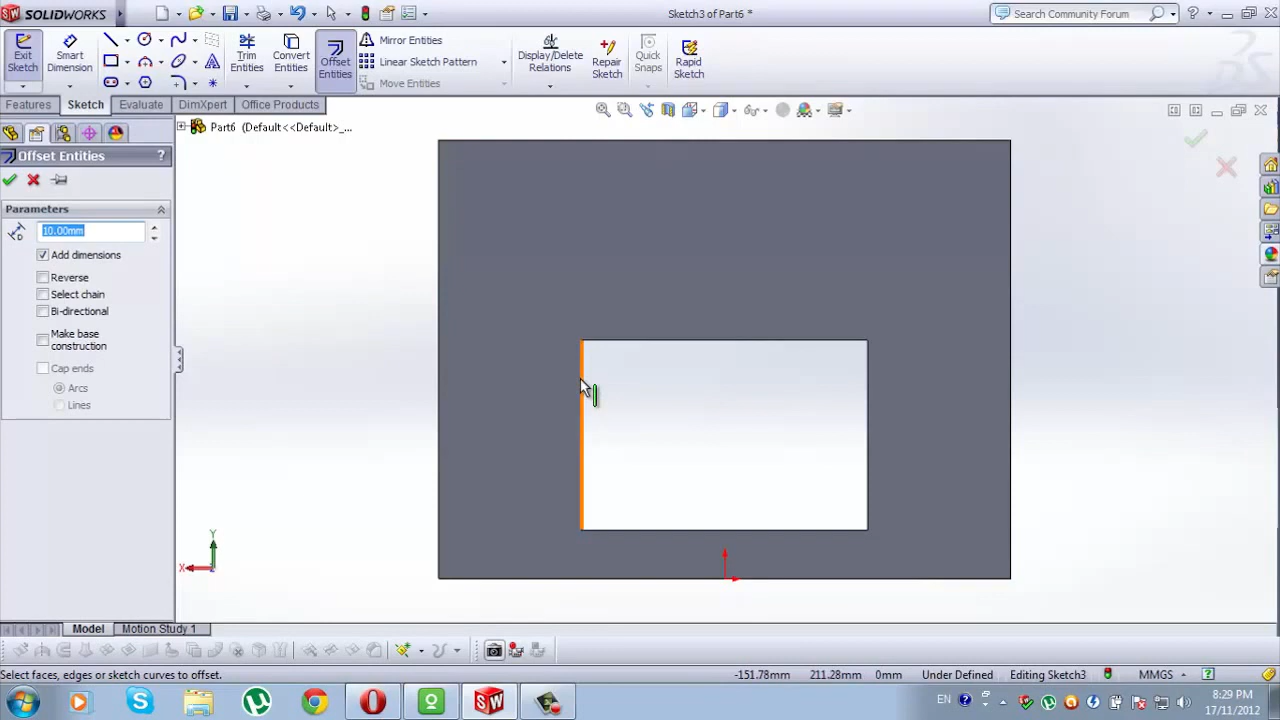 SOLIDWORKS
Sketch3 of Part6 *
Search Community Forum
Exit Sketch
Smart Dimension
Trim Entities
Convert Entities
Offset Entities
Mirror Entities
Linear Sketch Pattern
Move Entities
Display/Delete Relations
Repair Sketch
Quick Snaps
Rapid Sketch
Features
Sketch
Evaluate
DimXpert
Office Products
Part6 (Default<<Default>_...
Offset Entities
?
Parameters
10.00mm
Add dimensions
Reverse
Select chain
Bi-directional
Make base
construction
Cap ends
Arcs
Lines
Y
X
Model
Motion Study 1
Select faces, edges or sketch curves to offset.
-151.78mm
211.28mm
0mm
Under Defined
Editing Sketch3
MMGS
EN
8:29 PM
17/11/2012